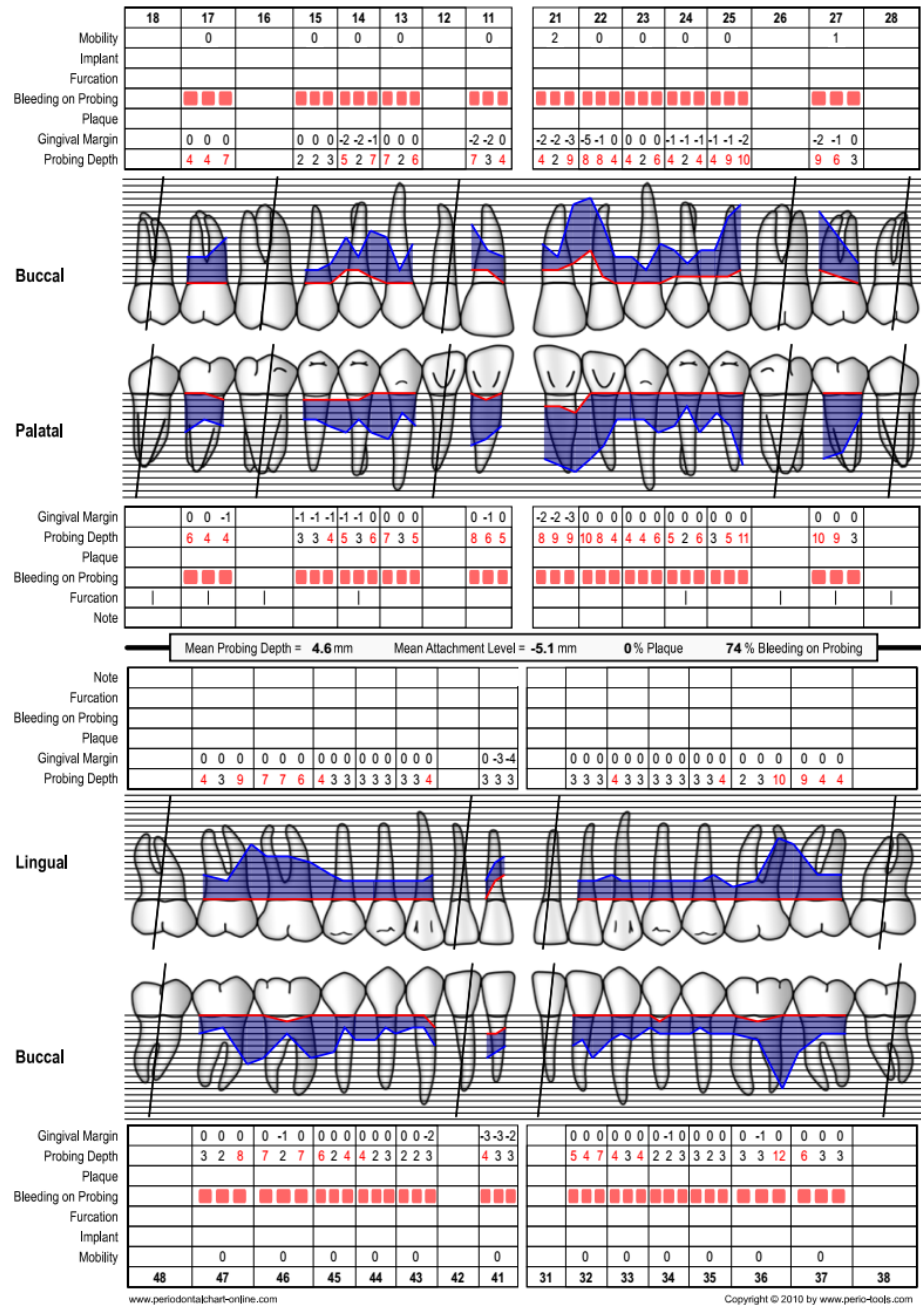 18 17 16 15 14 13 12 11 21 22 23 24 25 26 27 28
Mobility 0 0 0 0 0 2 0 0 0 0 1
Implant
Furcation
Bleeding on Probing
Plaque
Gingival Margin 0 0 0 0 0 0 -2 -2 -1 0 0 0 -2 -2 0 -2 -2 -3 -5 -1 0 0 0 0 -1 -1 -1 -1 -1 -2 -2 -1 0
Probing Depth 4 4 7 2 2 3 5 2 7 7 2 6 7 3 4 4 2 9 8 8 4 4 2 6 4 2 4 4 9 10 9 6 3
Buccal
Palatal
Gingival Margin 0 0 -1 -1 -1 -1 -1 -1 0 0 0 0 0 -1 0 -2 -2 -3 0 0 0 0 0 0 0 0 0 0 0 0 0 0 0
Probing Depth 6 4 4 3 3 4 5 3 6 7 3 5 8 6 5 8 9 9 10 8 4 4 4 6 5 2 6 3 5 11 10 9 3
Plaque
Bleeding on Probing
Furcation | | | | | | | |
Note
Mean Probing Depth = 4.6 mm Mean Attachment Level = -5.1 mm 0 % Plaque 74 % Bleeding on Probing
Note
Furcation
Bleeding on Probing
Plaque
Gingival Margin 0 0 0 0 0 0 0 0 0 0 0 0 0 0 0 0 -3 -4 0 0 0 0 0 0 0 0 0 0 0 0 0 0 0 0 0 0
Probing Depth 4 3 9 7 7 6 4 3 3 3 3 3 3 3 4 3 3 3 3 3 3 4 3 3 3 3 3 3 3 4 2 3 10 9 4 4
Lingual
Buccal
Gingival Margin 0 0 0 0 -1 0 0 0 0 0 0 0 0 0 -2 -3 -3 -2 0 0 0 0 0 0 0 -1 0 0 0 0 0 -1 0 0 0 0
Probing Depth 3 2 8 7 2 7 6 2 4 4 2 3 2 2 3 4 3 3 5 4 7 4 3 4 2 2 3 3 2 3 3 3 12 6 3 3
Plaque
Bleeding on Probing
Furcation
Implant
Mobility 0 0 0 0 0 0 0 0 0 0 0 0
48 47 46 45 44 43 42 41 31 32 33 34 35 36 37 38
www.periodontalchart-online.com Copyright © 2010 by www.perio-tools.com